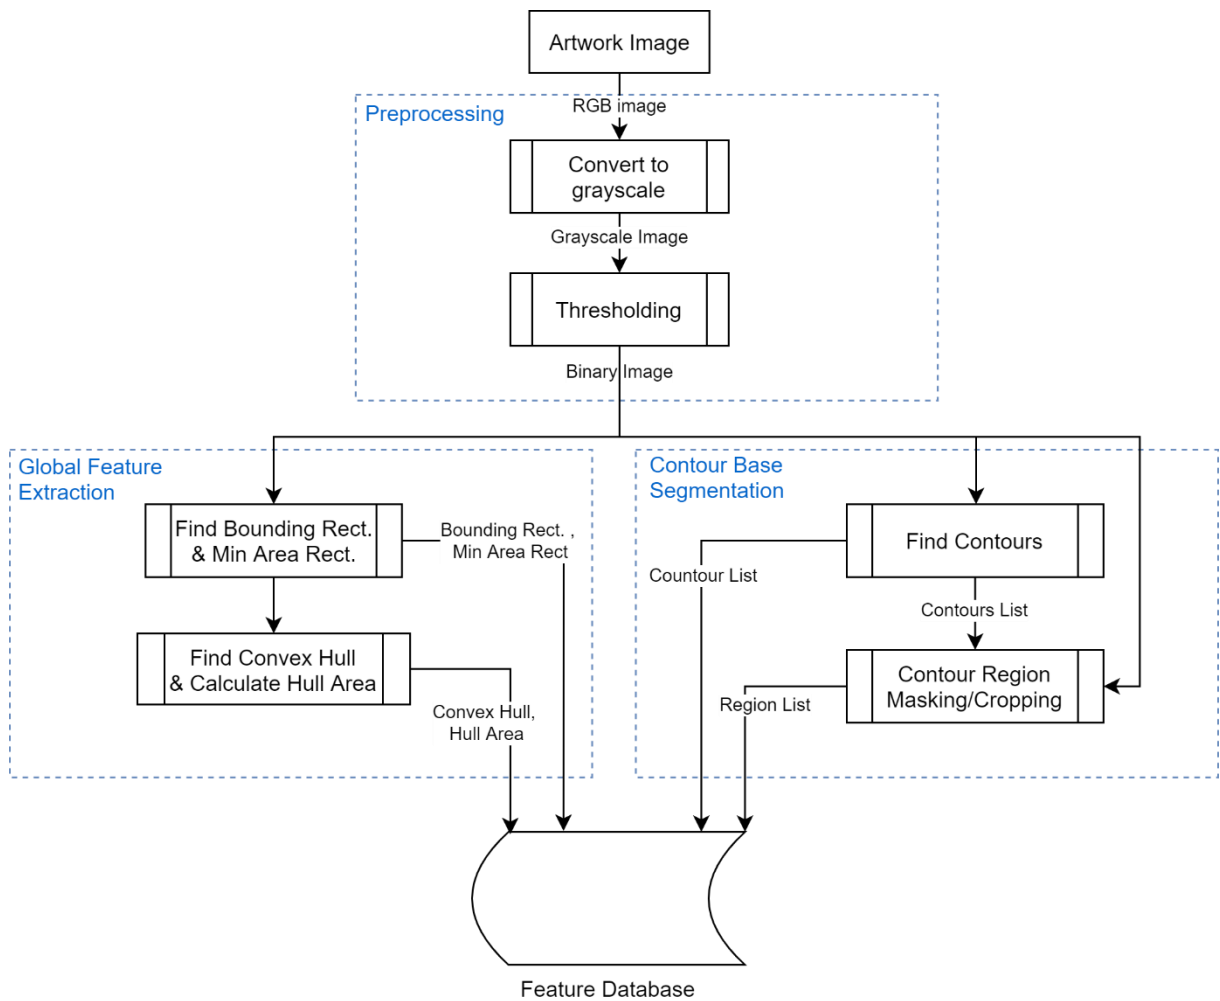 Artwork Image
RGB image
Preprocessing
Convert to
grayscale
Grayscale Image
Thresholding
Binary Image
Global Feature
Extraction
Find Bounding Rect.
& Min Area Rect.
Bounding Rect. ,
Min Area Rect
Find Convex Hull
& Calculate Hull Area
Convex Hull,
Hull Area
Contour Base
Segmentation
Find Contours
Countour List
Contours List
Contour Region
Masking/Cropping
Region List
Feature Database